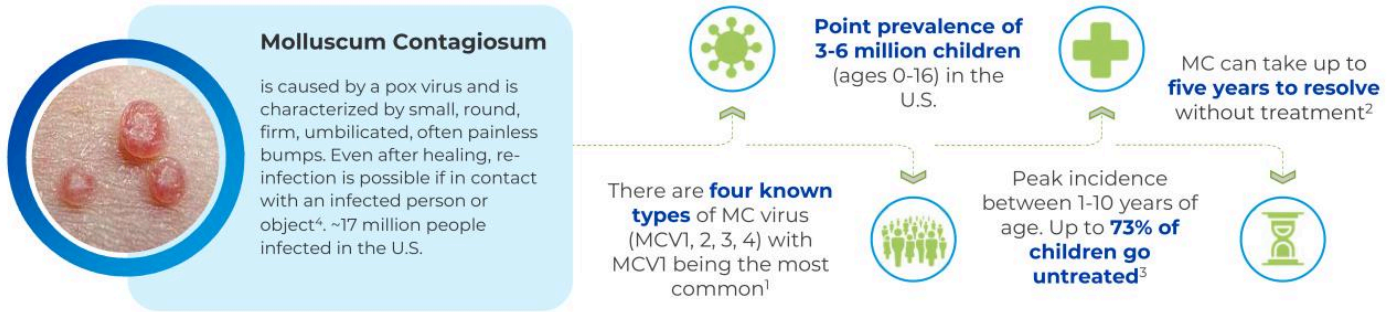 Molluscum Contagiosum
is caused by a pox virus and is
characterized by small, round,
firm, umbilicated, often painless
bumps. Even after healing, re-
infection is possible if in contact
with an infected person or
object⁴. ~17 million people
infected in the U.S.
There are four known
types of MC virus
(MCV1, 2, 3, 4) with
MCV1 being the most
common¹
Point prevalence of
3-6 million children
(ages 0-16) in the
U.S.
Peak incidence
between 1-10 years of
age. Up to 73% of
children go
untreated³
MC can take up to
five years to resolve
without treatment²